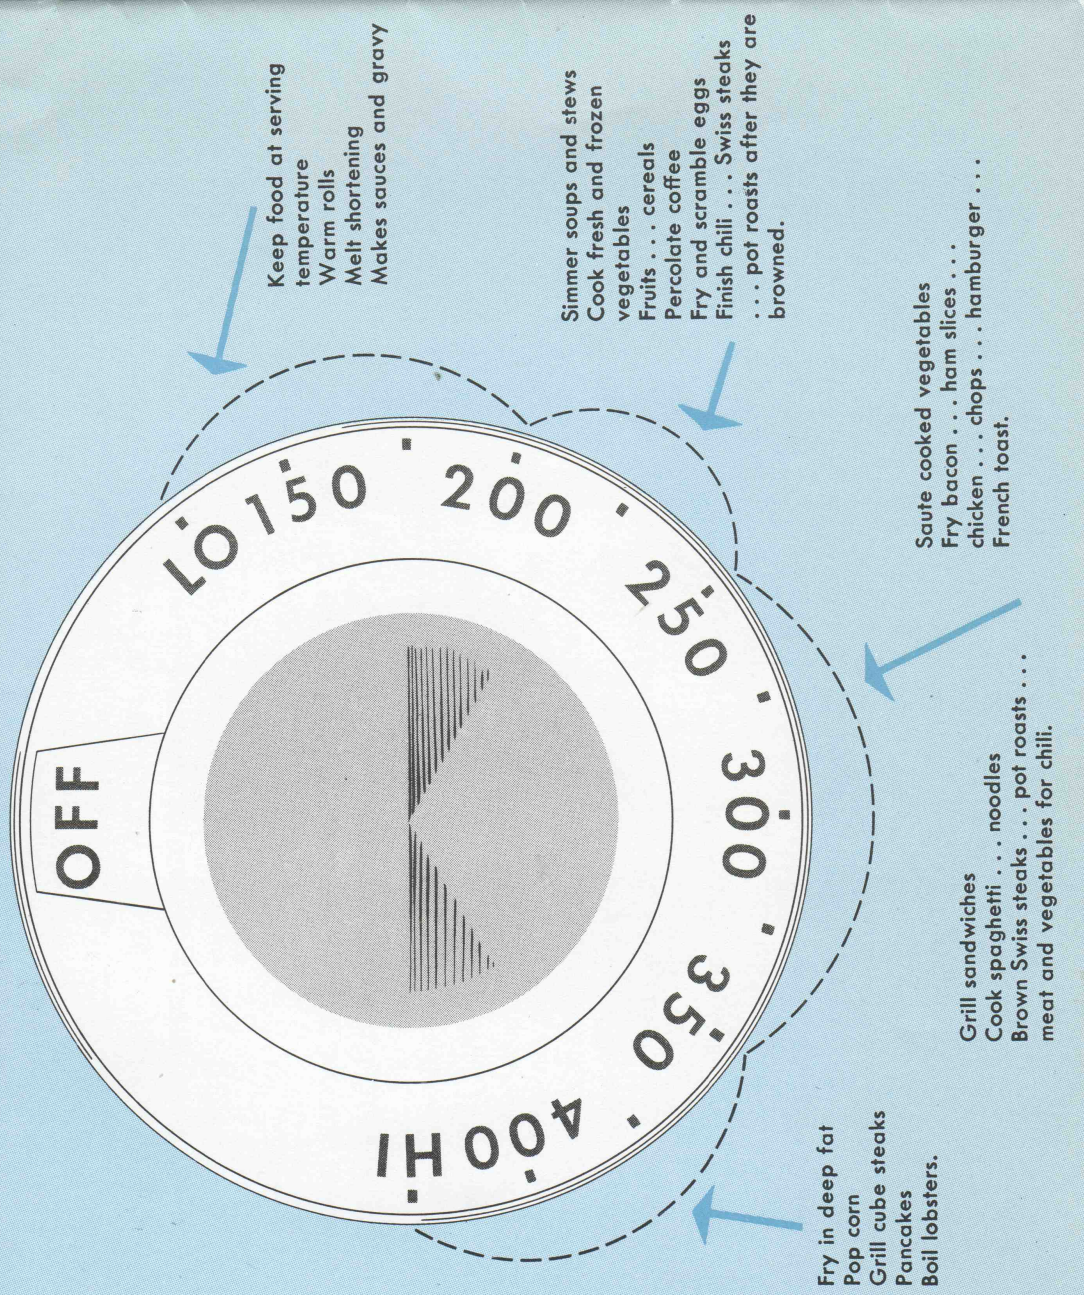 OFF
LO
150
200
250
300
350
400
HI
Keep food at serving
temperature
Warm rolls
Melt shortening
Makes sauces and gravy
Simmer soups and stews
Cook fresh and frozen
vegetables
Fruits . . . cereals
Percolate coffee
Fry and scramble eggs
Finish chili . . . Swiss steaks
. . . pot roasts after they are
browned.
Saute cooked vegetables
Fry bacon . . . ham slices . . .
chicken . . . chops . . . hamburger . . .
French toast.
Grill sandwiches
Cook spaghetti . . . noodles
Brown Swiss steaks . . . pot roasts . . .
meat and vegetables for chili.
Fry in deep fat
Pop corn
Grill cube steaks
Pancakes
Boil lobsters.